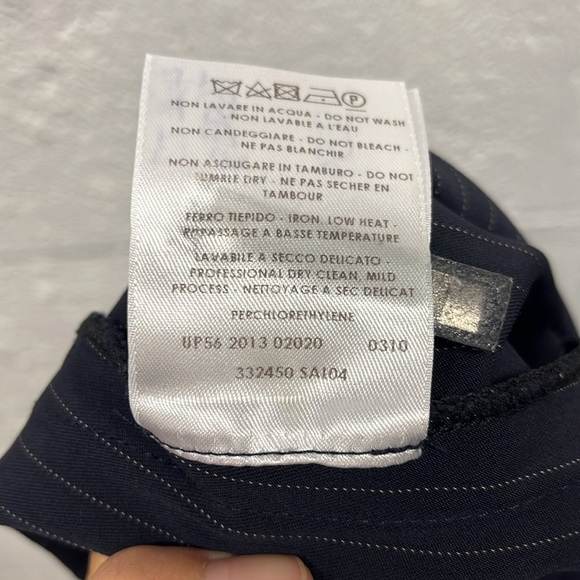 P
NON LAVARE IN ACQUA - DO NOT WASH
- NON LAVABLE A L'EAU
NON CANDEGGIARE - DO NOT BLEACH -
NE PAS BLANCHIR
NON ASCIUGARE IN TAMBURO - DO NOT
TUMBLE DRY - NE PAS SECHER EN
TAMBOUR
FERRO TIEPIDO - IRON, LOW HEAT -
REPASSAGE A BASSE TEMPERATURE
LAVABILE A SECCO DELICATO -
PROFESSIONAL DRY CLEAN, MILD
PROCESS - NETTOYAGE A SEC DELICAT
PERCHLORETHYLENE
UP56 2013 02020 0310
332450 SAI04